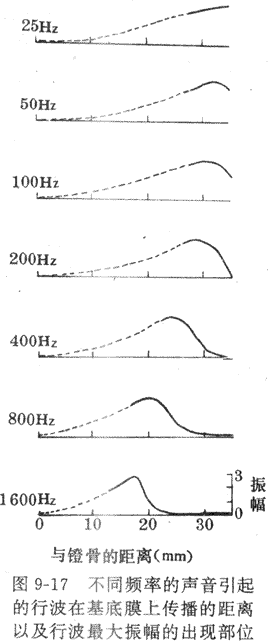 25Hz
50Hz
100Hz
200Hz
400Hz
800Hz
1600Hz
3
振
幅
0
0 10 20 30
与镫骨的距离(mm)
图 9-17 不同频率的声音引起
的行波在基底膜上传播的距离
以及行波最大振幅的出现部位